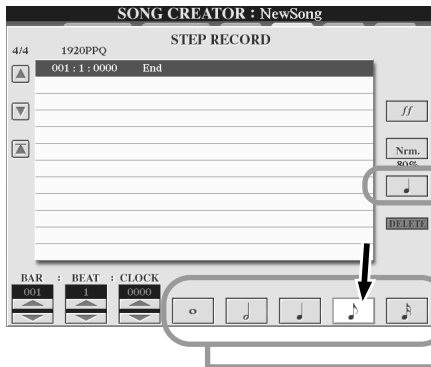 SONG CREATOR : NewSong
STEP RECORD
4/4 1920PPQ
001 : 1 : 0000 End
ff
Nrm.
80%
DELETE
BAR : BEAT : CLOCK
001 1 0000